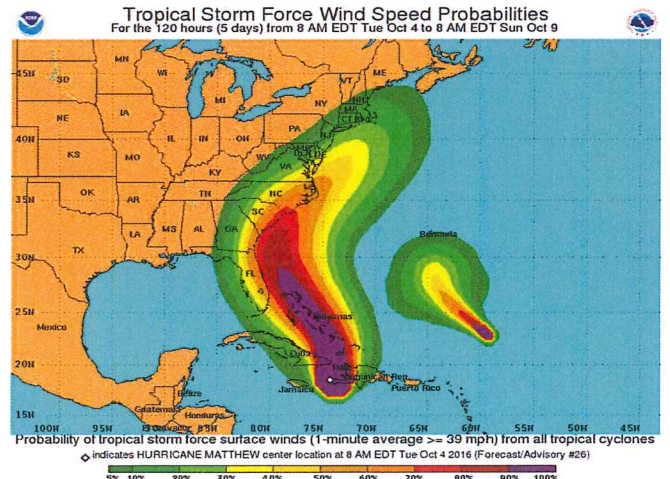 Tropical Storm Force Wind Speed Probabilities
For the 120 hours (5 days) from 8 AM EDT Tue Oct 4 to 8 AM EDT Sun Oct 9
45N
MN
WI
MI
VT
ME
SD
NH
NY
MA
CT
NE
IA
PA
40N
IL
IN
OH
NJ
DE
KS
MO
WV
VA
KY
OK
TN
NC
AR
35N
SC
MS
AL
GA
LA
TX
Bermuda
30N
FL
25N
Mexico
Bahamas
Cuba
20N
Haiti
Dominican Rep
Jamaica
Puerto Rico
Belize
Guatemala
Honduras
15N
El Salvador
100W 95W 90W 85W 80W 75W 70W 65W 60W 55W 50W 45W
Probability of tropical storm force surface winds (1-minute average >= 39 mph) from all tropical cyclones
indicates HURRICANE MATTHEW center location at 8 AM EDT Tue Oct 4 2016 (Forecast/Advisory #26)
5% 10% 20% 30% 40% 50% 60% 70% 80% 90% 100%